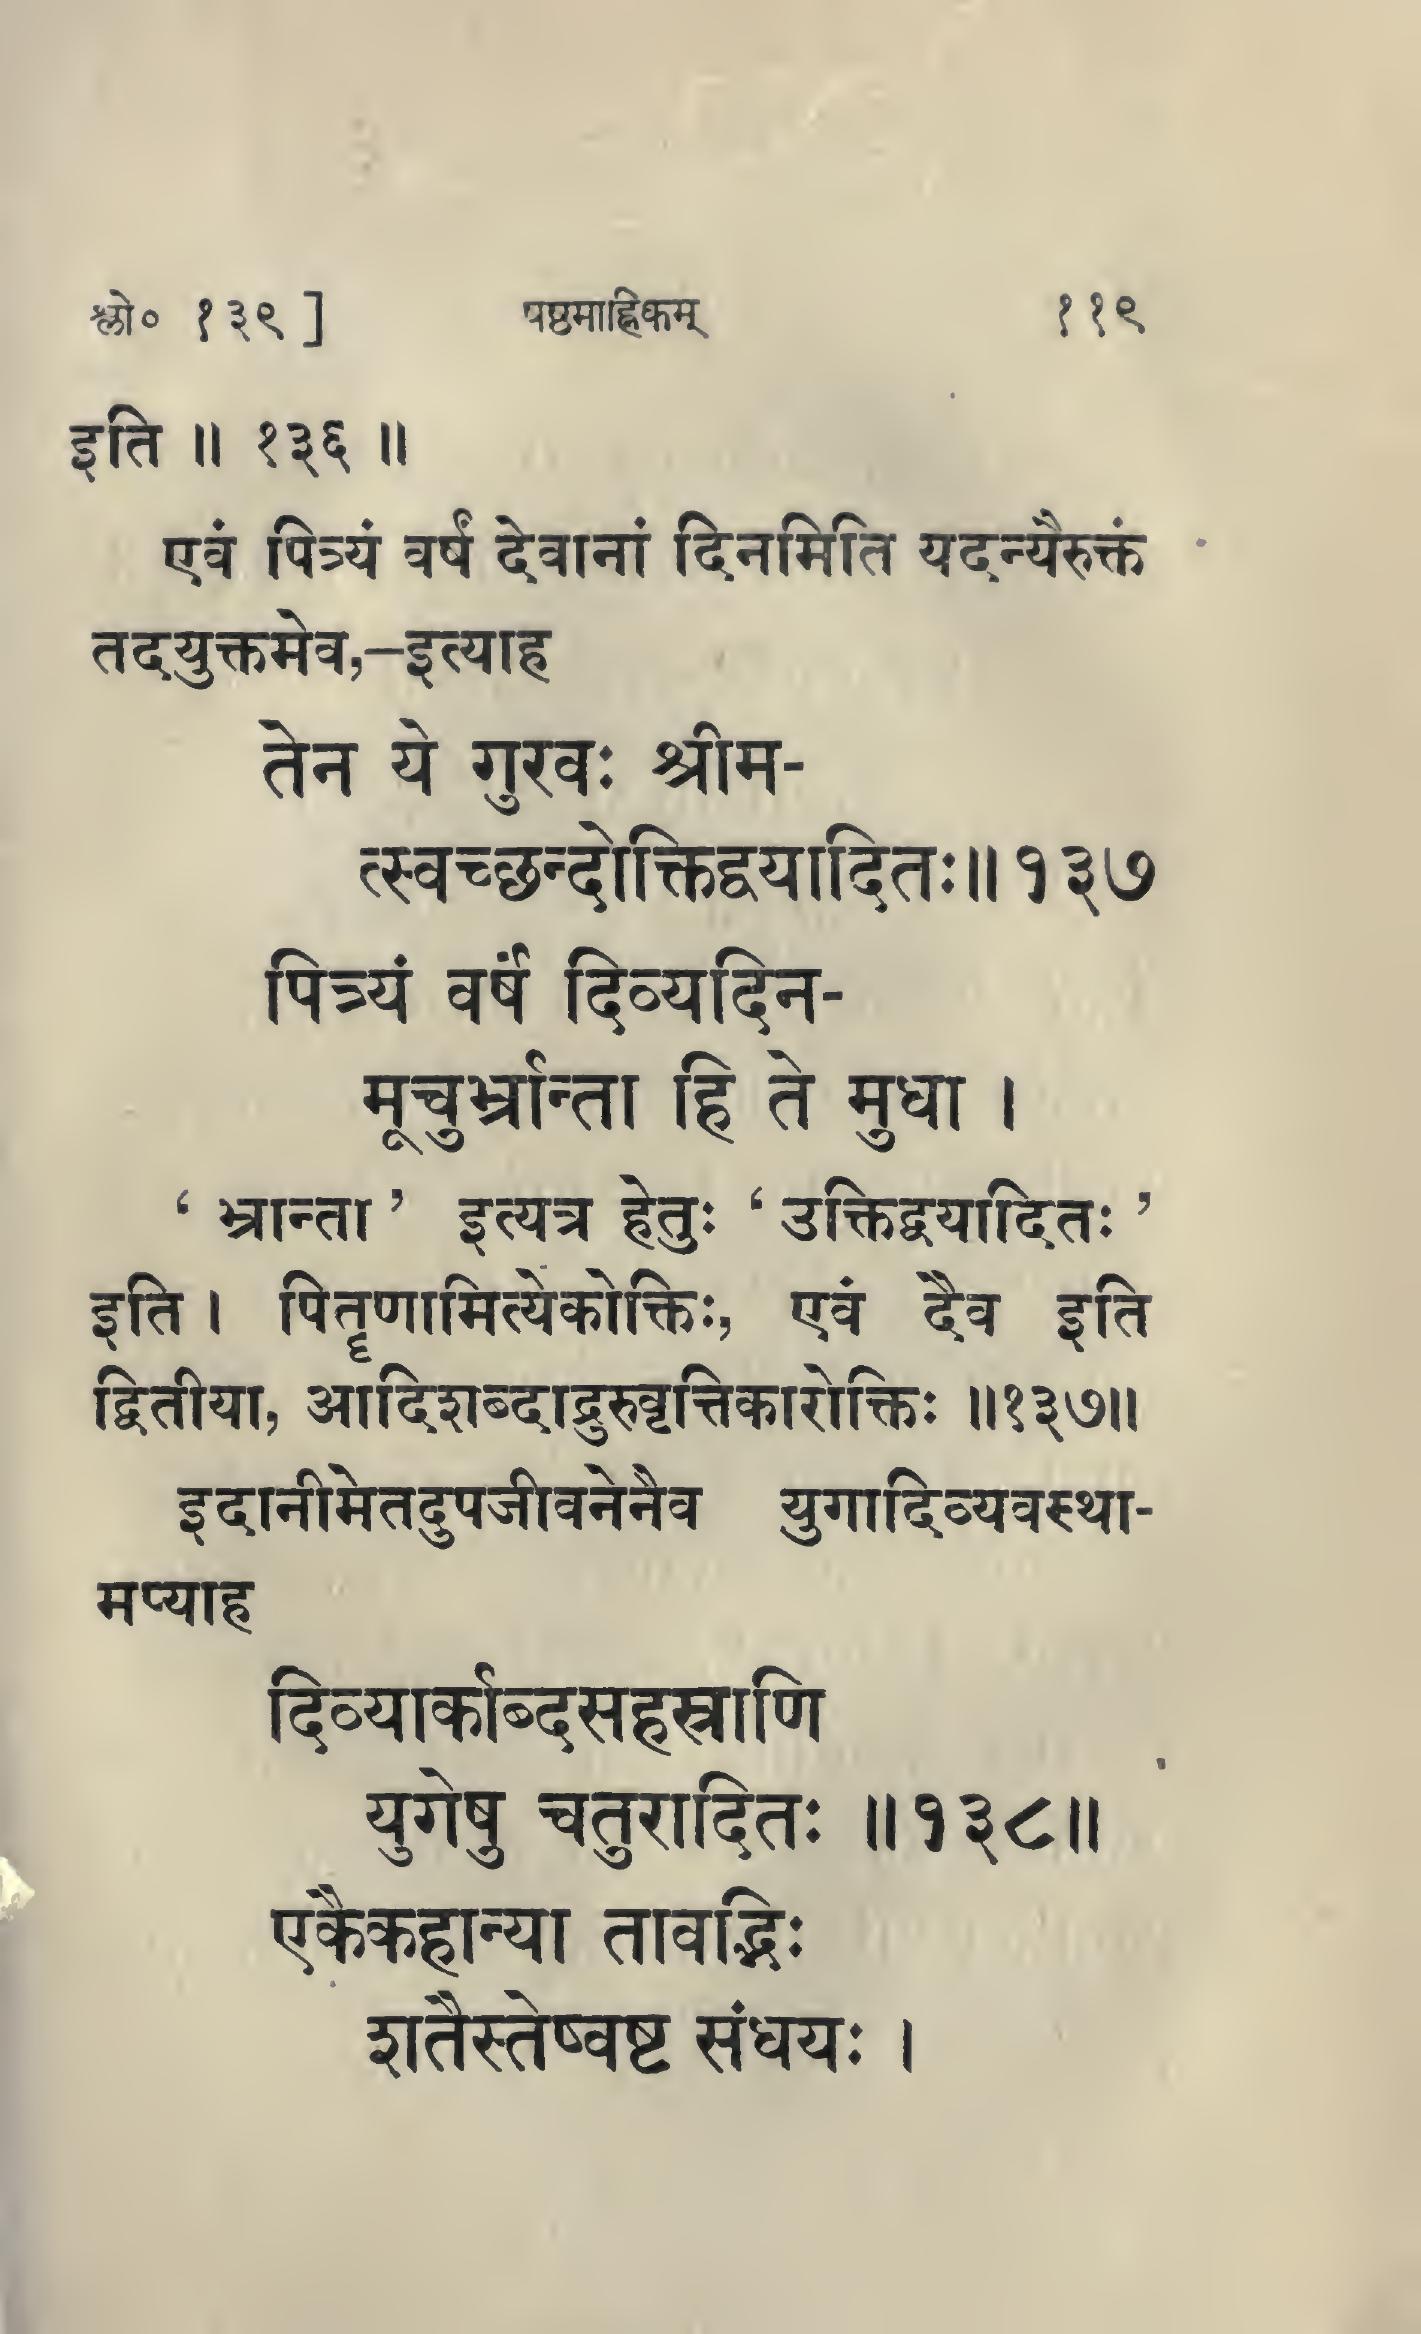 श्लो० १३९ ] षष्ठमाह्निकम् ११९
इति ॥ १३६ ॥
एवं पित्र्यं वर्षं देवानां दिनमिति यदन्यैरुक्तं
तदयुक्तमेव,—इत्याह
तेन ये गुरवः श्रीम-
त्स्वच्छन्दोक्तिद्वयादितः॥ १३७
पित्र्यं वर्षं दिव्यदिन-
मूचुर्भ्रान्ता हि ते मुधा ।
‘ भ्रान्ता ’ इत्यत्र हेतुः ‘ उक्तिद्वयादितः ’
इति । पितॄणामित्येकोक्तिः, एवं दैव इति
द्वितीया, आदिशब्दाद्गुरुवृत्तिकारोक्तिः ॥१३७॥
इदानीमेतदुपजीवनेनैव युगादिव्यवस्था-
मप्याह
दिव्यार्काब्दसहस्राणि
युगेषु चतुरादितः ॥१३८॥
एकैकहान्या तावद्भिः
शतैस्तेष्वष्ट संधयः ।